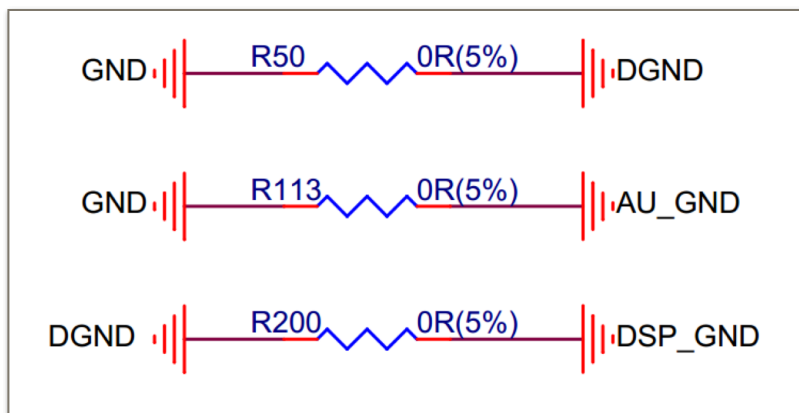 GND R50 0R(5%) DGND
GND R113 0R(5%) AU_GND
DGND R200 0R(5%) DSP_GND